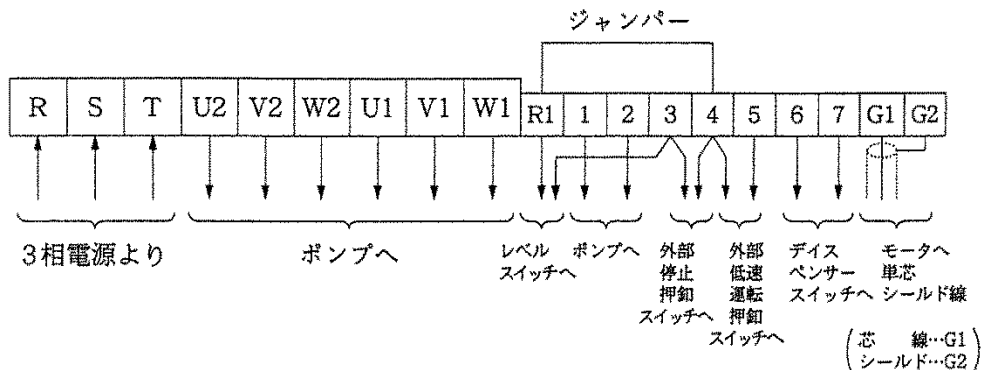 ジャンパー
R S T U2 V2 W2 U1 V1 W1 R1 1 2 3 4 5 6 7 G1 G2
3相電源より
ポンプへ
レベル
スイッチへ
ポンプへ
外部
停止
押釦
スイッチへ
外部
低速
運転
押釦
スイッチへ
デイス
ペンサー
スイッチへ
モータへ
単芯
シールド線
(芯 線…G1
シールド…G2)